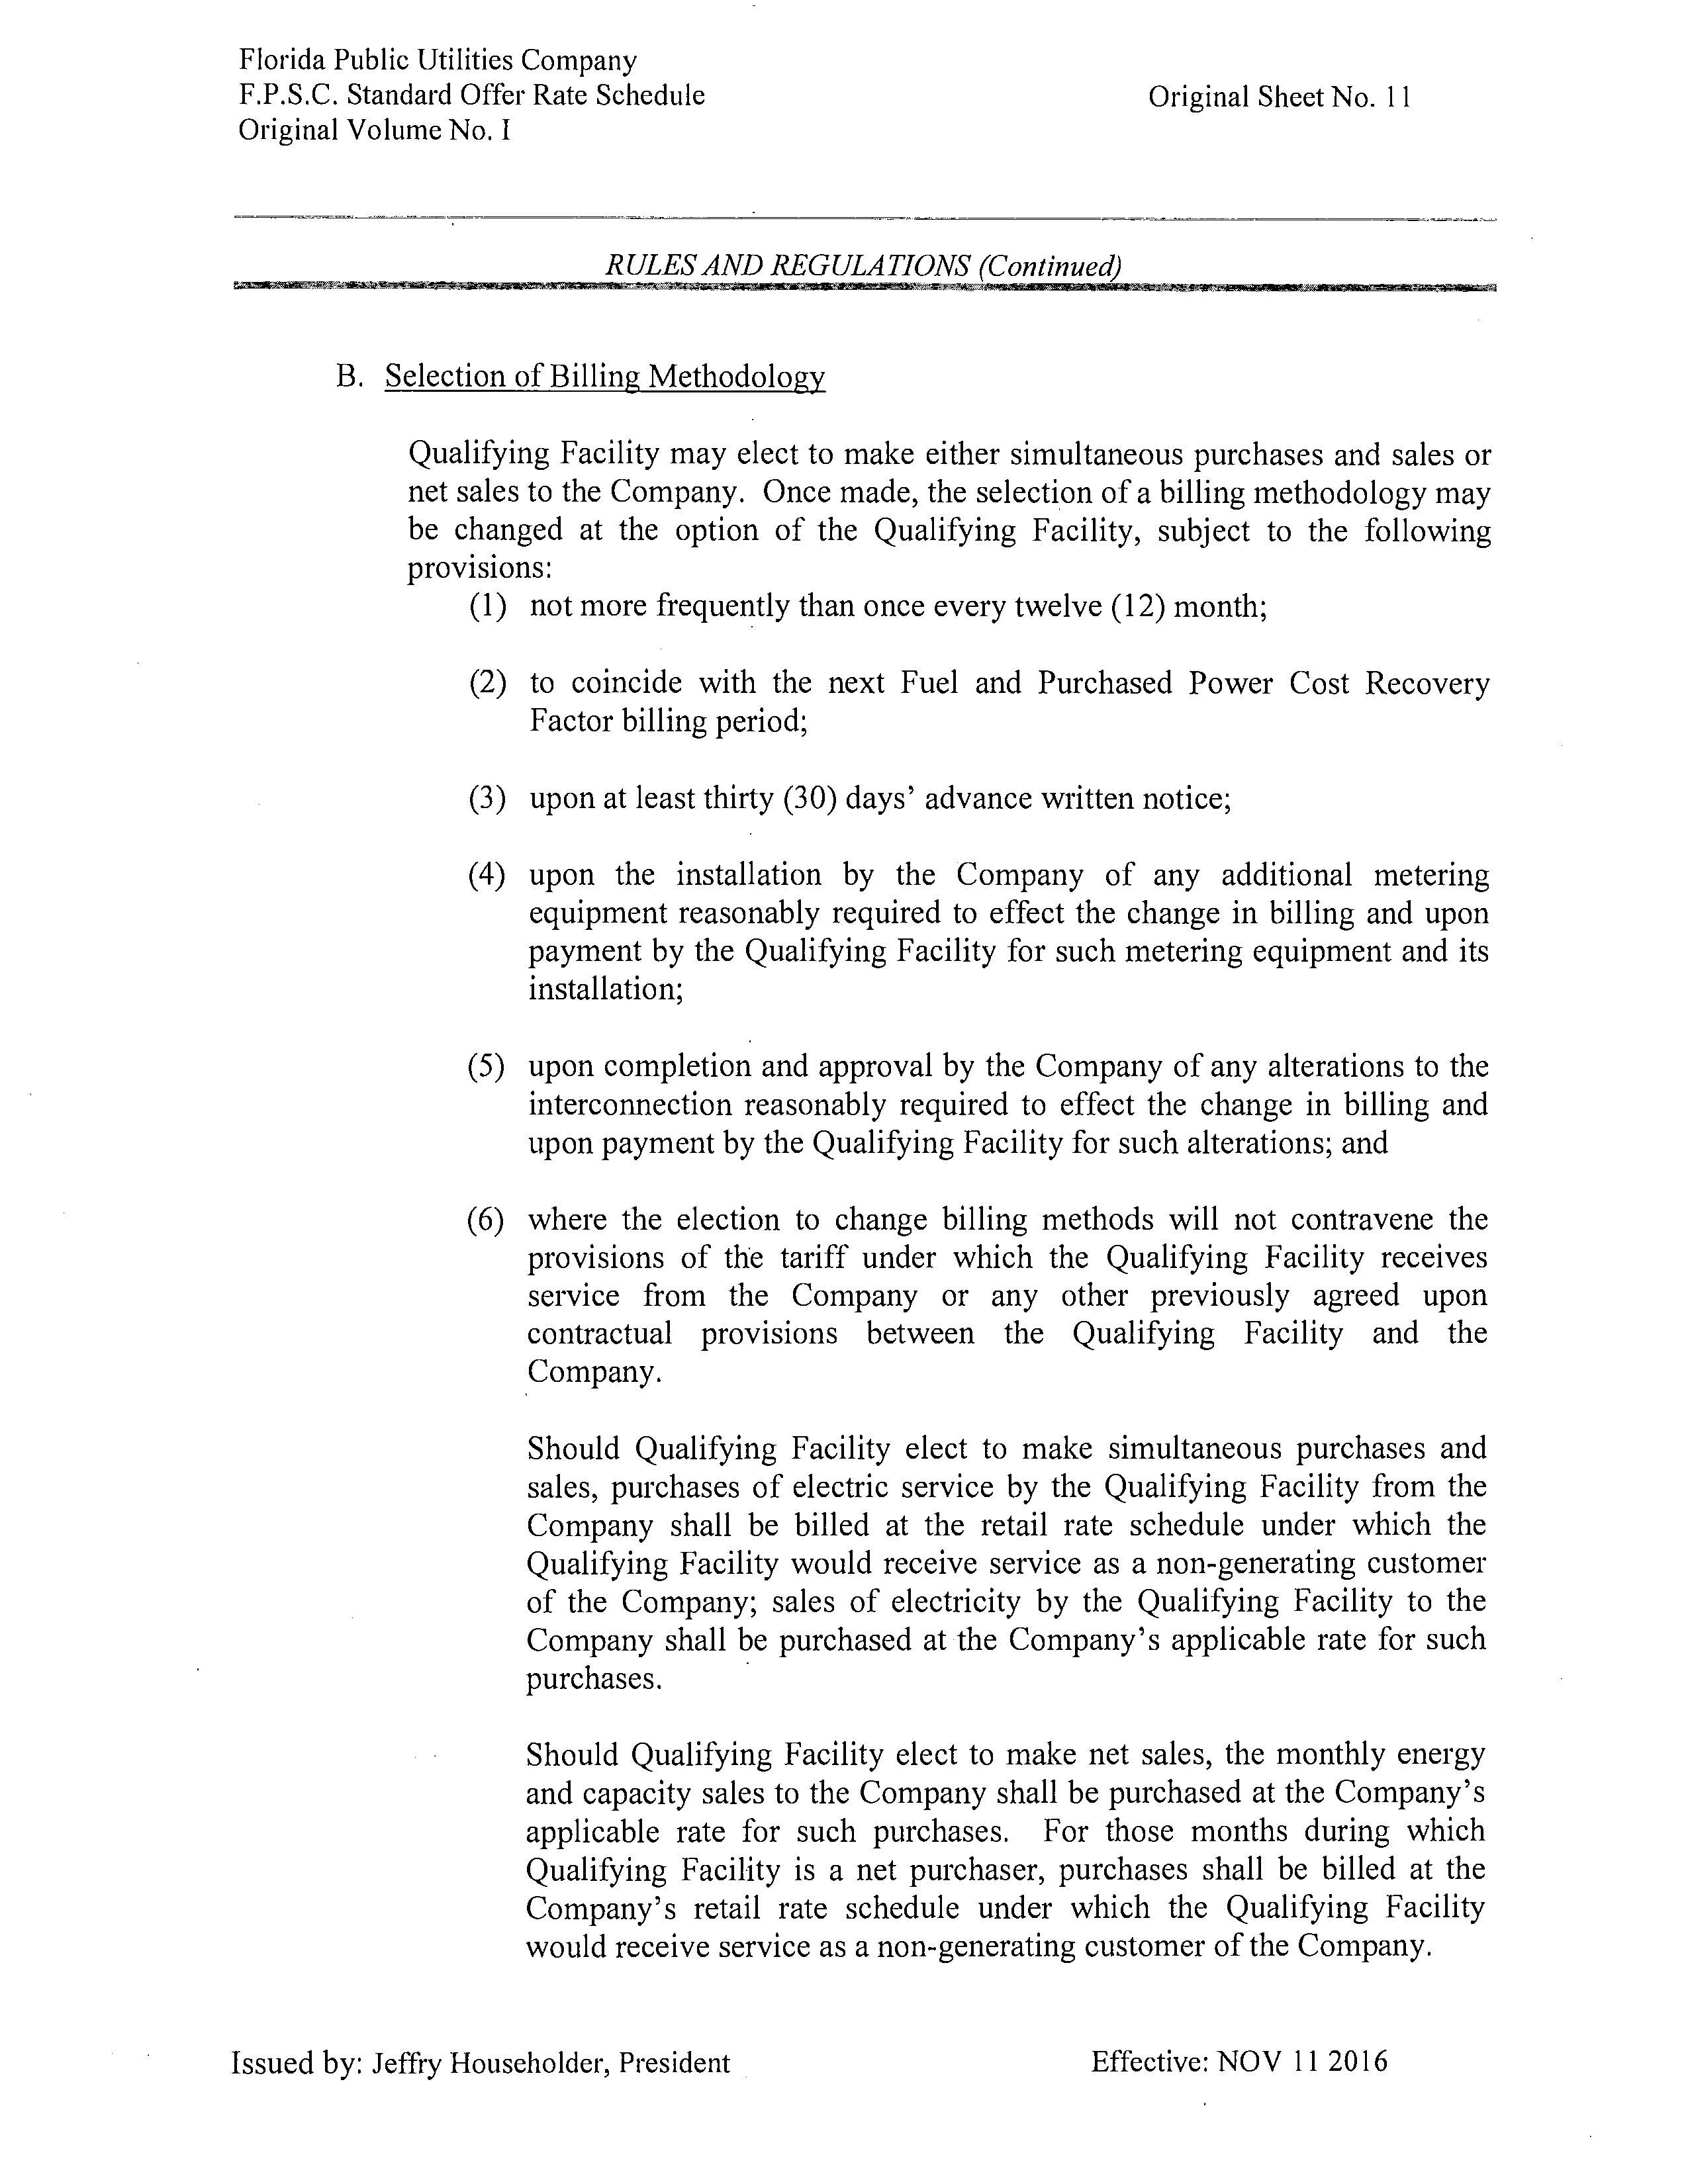 Florida Public Utilities Company
F.P.S.C. Standard Offer Rate Schedule
Original Sheet No. 11
Original Volume No. I
RULES AND REGULATIONS (Continued)
B. Selection of Billing Methodology
Qualifying Facility may elect to make either simultaneous purchases and sales or
net sales to the Company. Once made, the selection of a billing methodology may
be changed at the option of the Qualifying Facility, subject to the following
provisions:
(1) not more frequently than once every twelve (12) month;
(2) to coincide with the next Fuel and Purchased Power Cost Recovery
Factor billing period;
(3) upon at least thirty (30) days’ advance written notice;
(4) upon the installation by the Company of any additional metering
equipment reasonably required to effect the change in billing and upon
payment by the Qualifying Facility for such metering equipment and its
installation;
(5) upon completion and approval by the Company of any alterations to the
interconnection reasonably required to effect the change in billing and
upon payment by the Qualifying Facility for such alterations; and
(6) where the election to change billing methods will not contravene the
provisions of the tariff under which the Qualifying Facility receives
service from the Company or any other previously agreed upon
contractual provisions between the Qualifying Facility and the
Company.
Should Qualifying Facility elect to make simultaneous purchases and
sales, purchases of electric service by the Qualifying Facility from the
Company shall be billed at the retail rate schedule under which the
Qualifying Facility would receive service as a non-generating customer
of the Company; sales of electricity by the Qualifying Facility to the
Company shall be purchased at the Company’s applicable rate for such
purchases.
Should Qualifying Facility elect to make net sales, the monthly energy
and capacity sales to the Company shall be purchased at the Company’s
applicable rate for such purchases. For those months during which
Qualifying Facility is a net purchaser, purchases shall be billed at the
Company’s retail rate schedule under which the Qualifying Facility
would receive service as a non-generating customer of the Company.
Issued by: Jeffry Householder, President
Effective: NOV 11 2016